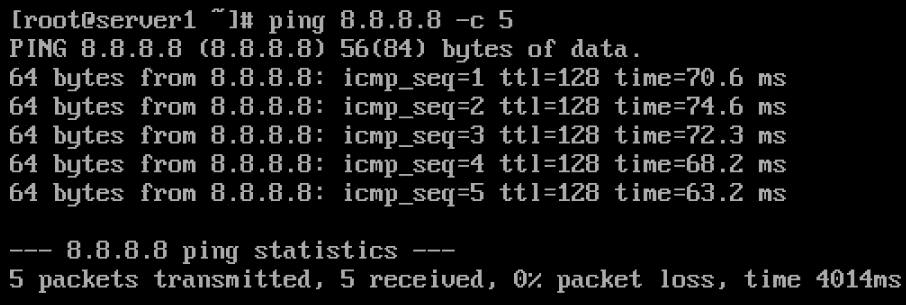 [root@server1 ~]# ping 8.8.8.8 -c 5
PING 8.8.8.8 (8.8.8.8) 56(84) bytes of data.
64 bytes from 8.8.8.8: icmp_seq=1 ttl=128 time=70.6 ms
64 bytes from 8.8.8.8: icmp_seq=2 ttl=128 time=74.6 ms
64 bytes from 8.8.8.8: icmp_seq=3 ttl=128 time=72.3 ms
64 bytes from 8.8.8.8: icmp_seq=4 ttl=128 time=68.2 ms
64 bytes from 8.8.8.8: icmp_seq=5 ttl=128 time=63.2 ms

--- 8.8.8.8 ping statistics ---
5 packets transmitted, 5 received, 0% packet loss, time 4014ms